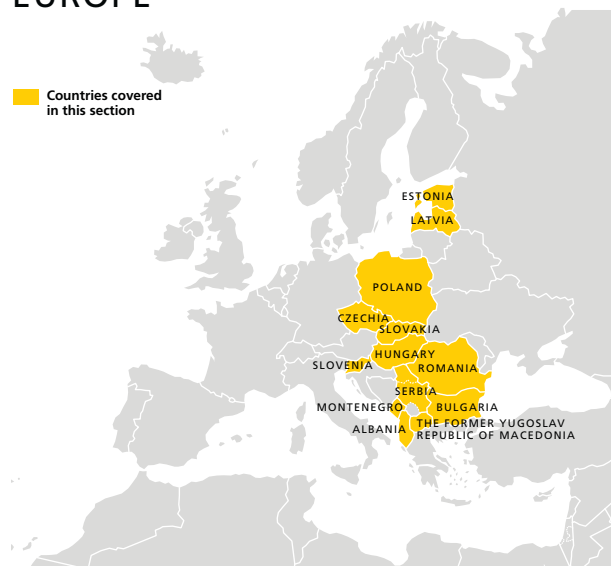 EUROPE
Countries covered
in this section
ESTONIA
LATVIA
POLAND
CZECHIA
SLOVAKIA
HUNGARY
SLOVENIA
ROMANIA
SERBIA
MONTENEGRO
BULGARIA
ALBANIA
THE FORMER YUGOSLAV
REPUBLIC OF MACEDONIA